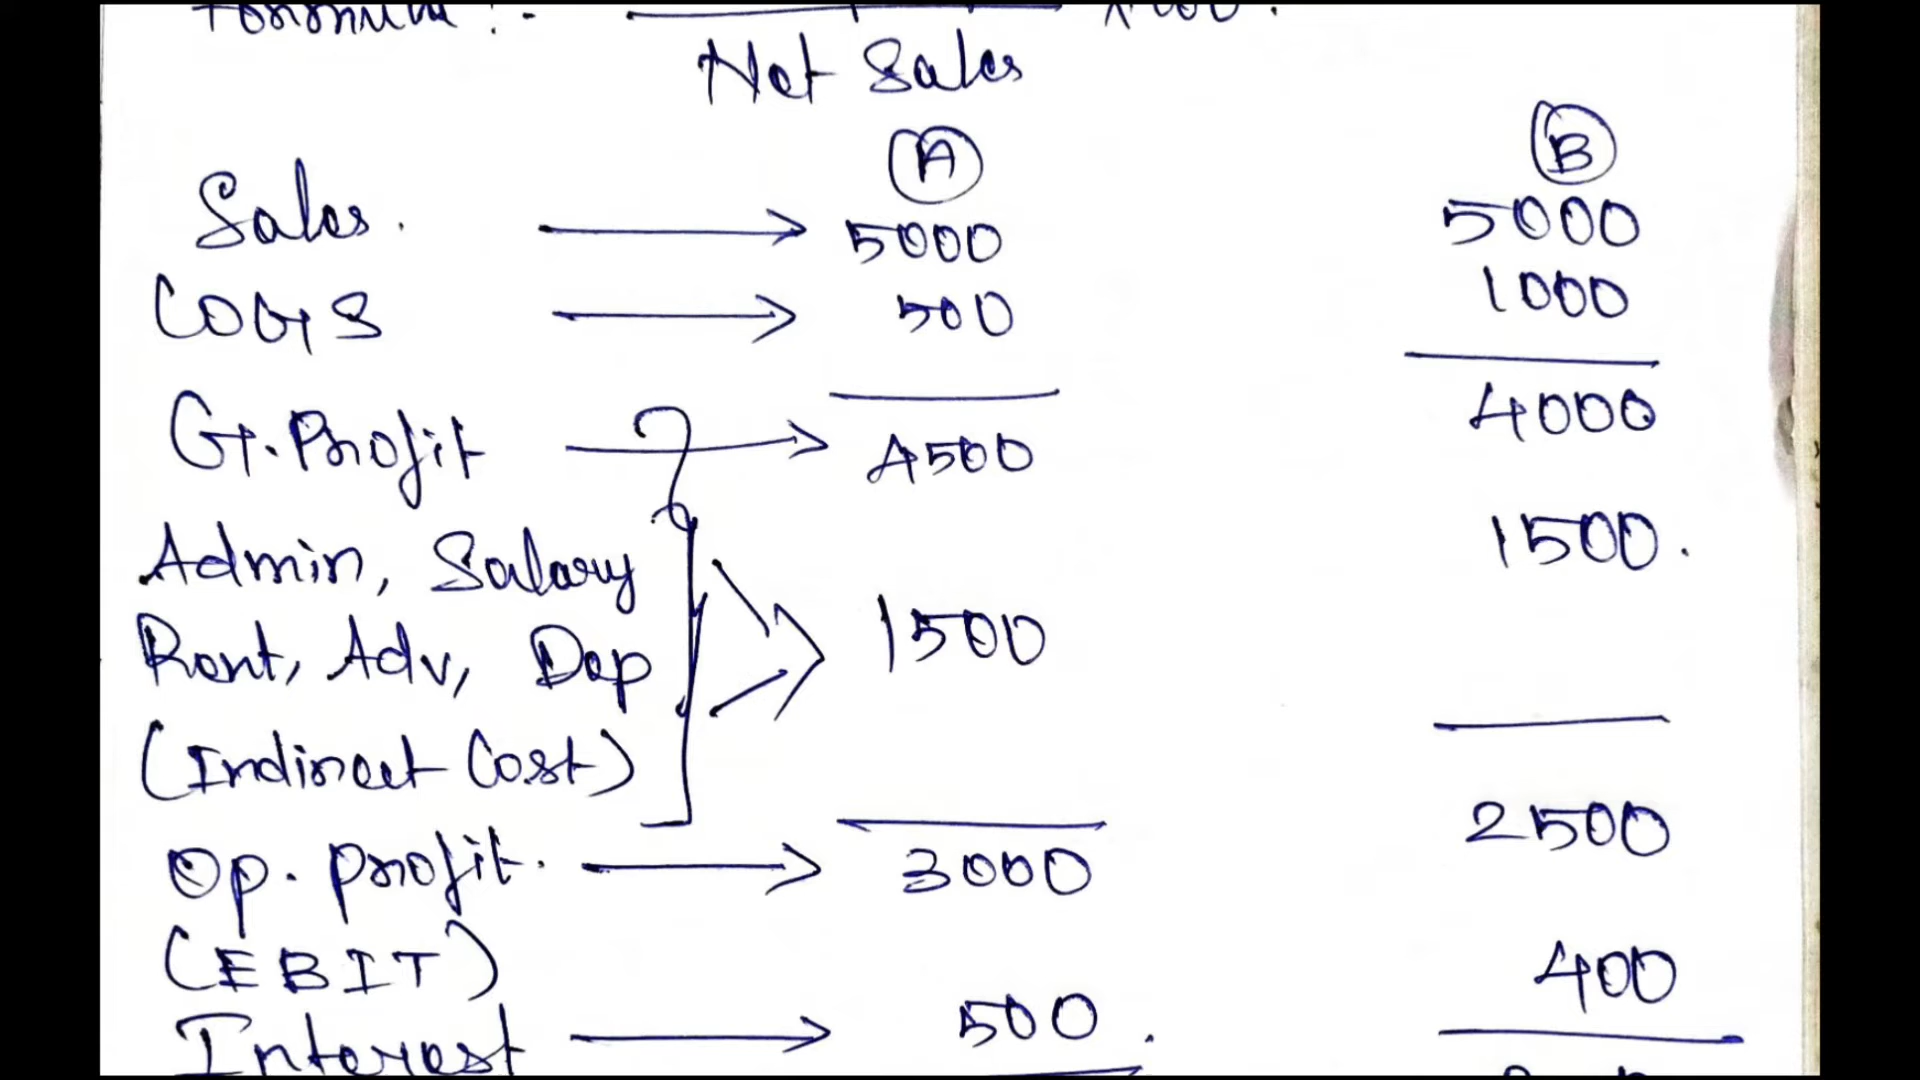 Formula :-
Net Sales
(A) (B)
Sales. → 5000 5000
COGS → 500 1000
G.Profit → 4500 4000
Admin, Salary 1500.
Rent, Adv, Dep 1500
(Indirect Cost)
Op. profit. → 3000 2500
(EBIT) 400
Interest → 500.